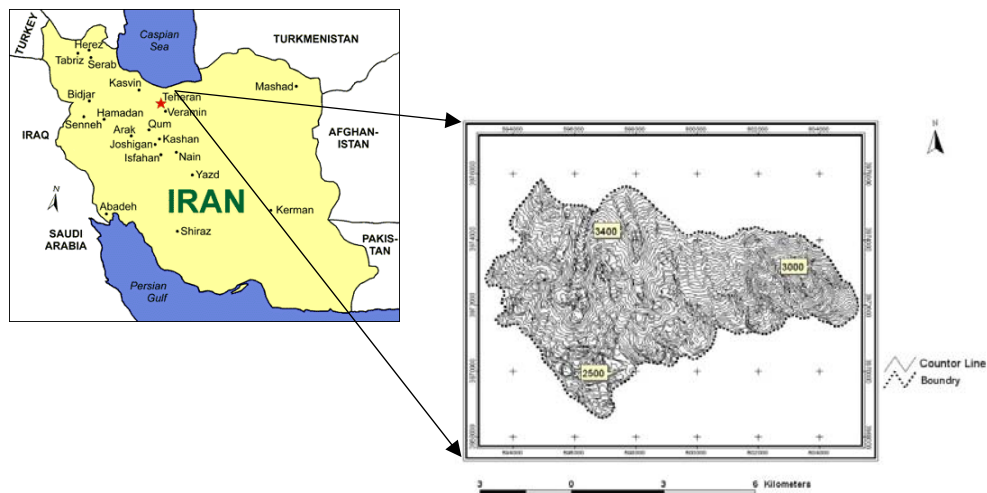 TURKEY
Caspian
Sea
TURKMENISTAN
Herez
Tabriz
Serab
Kasvin
Mashad
Teheran
Bidjar
Veramin
Hamadan
Senneh
Qum
Arak
IRAQ
AFGHAN-
ISTAN
Kashan
Joshigan
Isfahan
Nain
Yazd
N
IRAN
Abadeh
Kerman
SAUDI
ARABIA
Shiraz
PAKIS-
TAN
Persian
Gulf
N
3400
3000
2500
Countor Line
Boundry
3 0 3 6 Kilometers